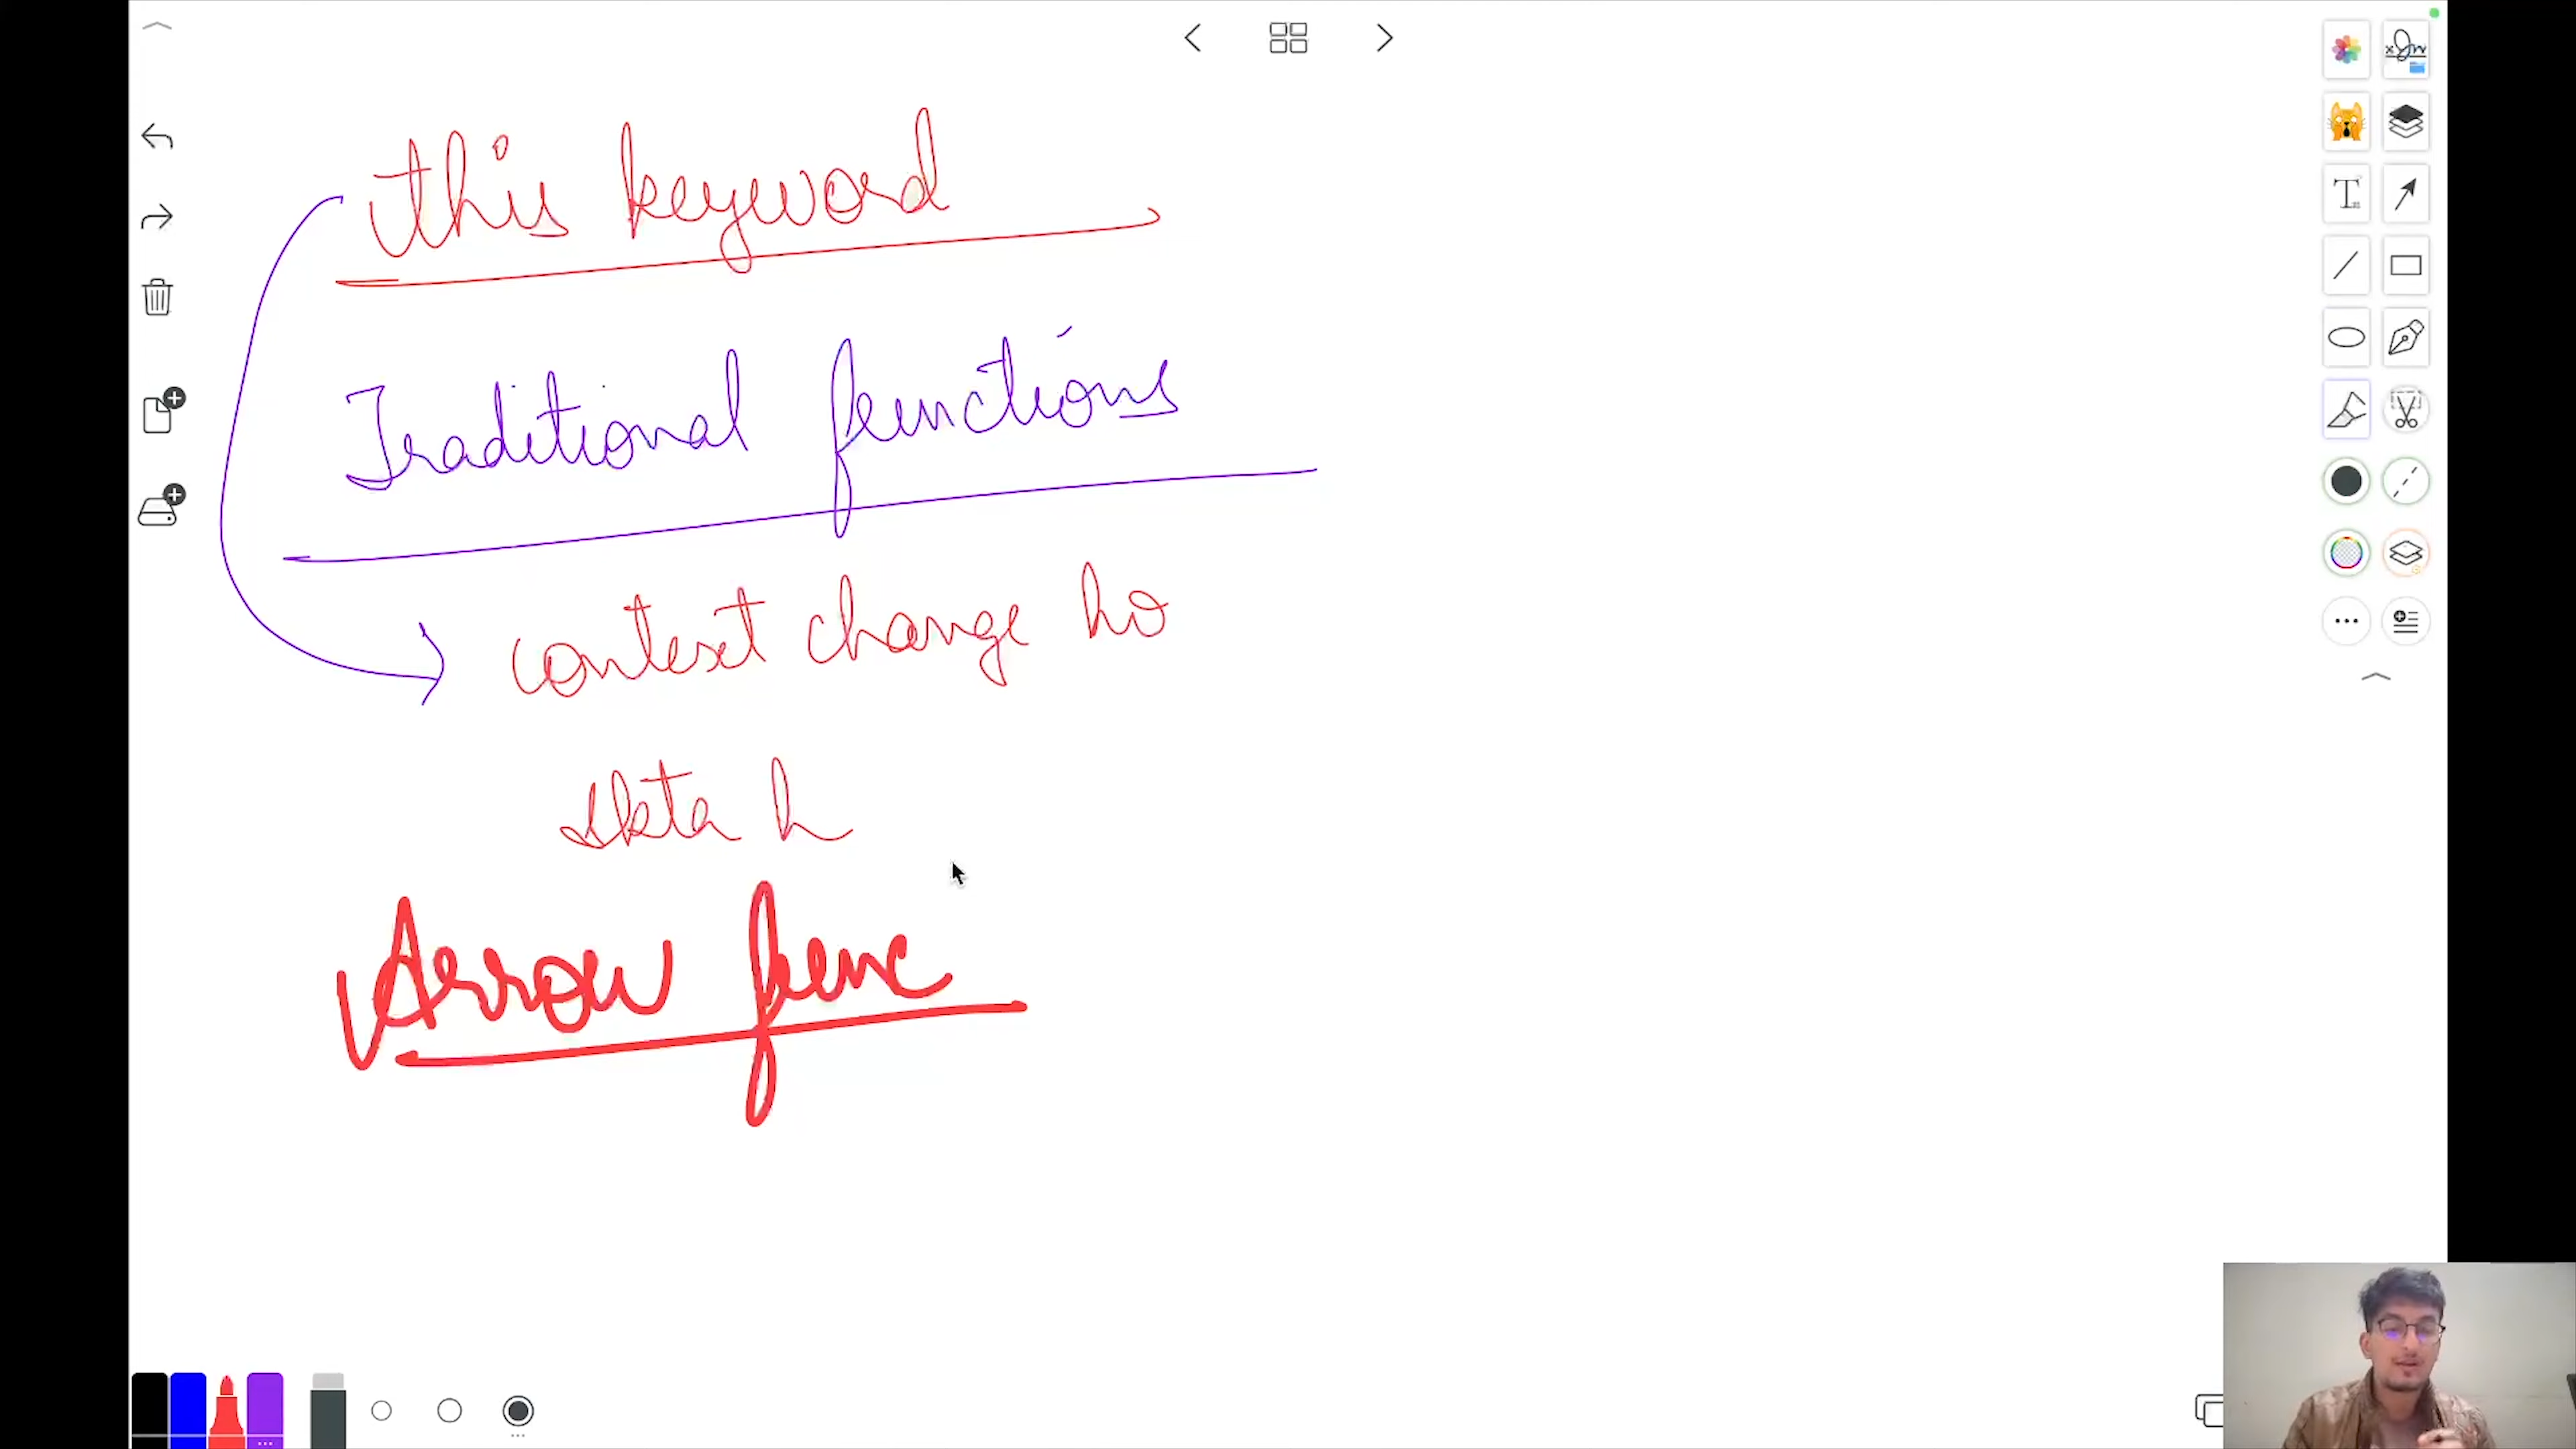 this keyword
Traditional functions
context change ho
skta h
Arrow func